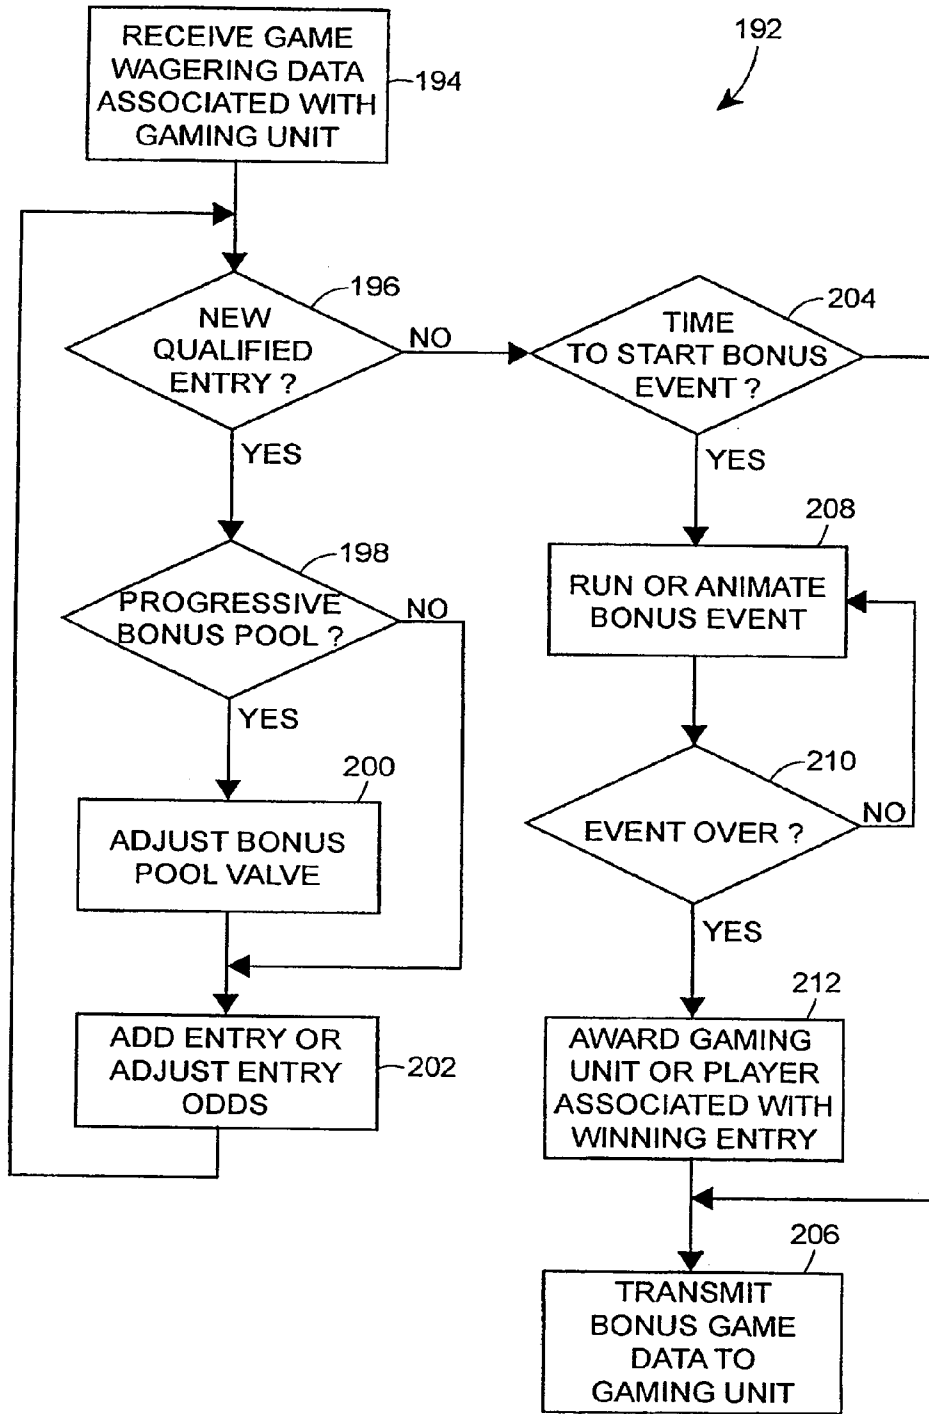 192
RECEIVE GAME
WAGERING DATA
ASSOCIATED WITH
GAMING UNIT
194
196
NEW
QUALIFIED
ENTRY ?
NO
YES
204
TIME
TO START BONUS
EVENT ?
YES
198
PROGRESSIVE
BONUS POOL ?
NO
YES
208
RUN OR ANIMATE
BONUS EVENT
200
ADJUST BONUS
POOL VALVE
210
EVENT OVER ?
NO
YES
ADD ENTRY OR
ADJUST ENTRY
ODDS
202
212
AWARD GAMING
UNIT OR PLAYER
ASSOCIATED WITH
WINNING ENTRY
206
TRANSMIT
BONUS GAME
DATA TO
GAMING UNIT